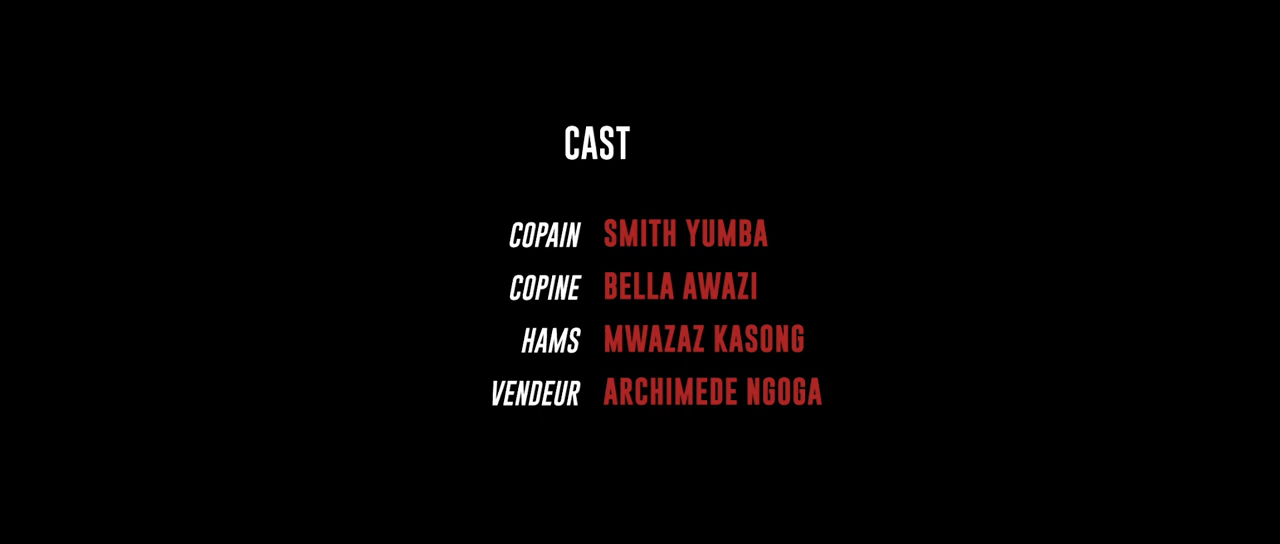 CAST
COPAIN SMITH YUMBA
COPINE BELLA AWAZI
HAMS MWAZAZ KASONG
VENDEUR ARCHIMEDE NGOGA